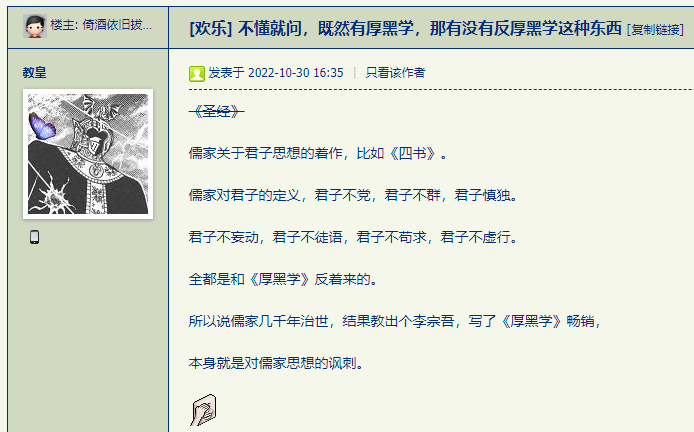 楼主: 倚酒依旧拔...
[欢乐] 不懂就问，既然有厚黑学，那有没有反厚黑学这种东西 [复制链接]
教皇
发表于 2022-10-30 16:35 | 只看该作者
《圣经》
儒家关于君子思想的着作，比如《四书》。
儒家对君子的定义，君子不党，君子不群，君子慎独。
君子不妄动，君子不徒语，君子不苟求，君子不虚行。
全都是和《厚黑学》反着来的。
所以说儒家几千年治世，结果教出个李宗吾，写了《厚黑学》畅销，
本身就是对儒家思想的讽刺。